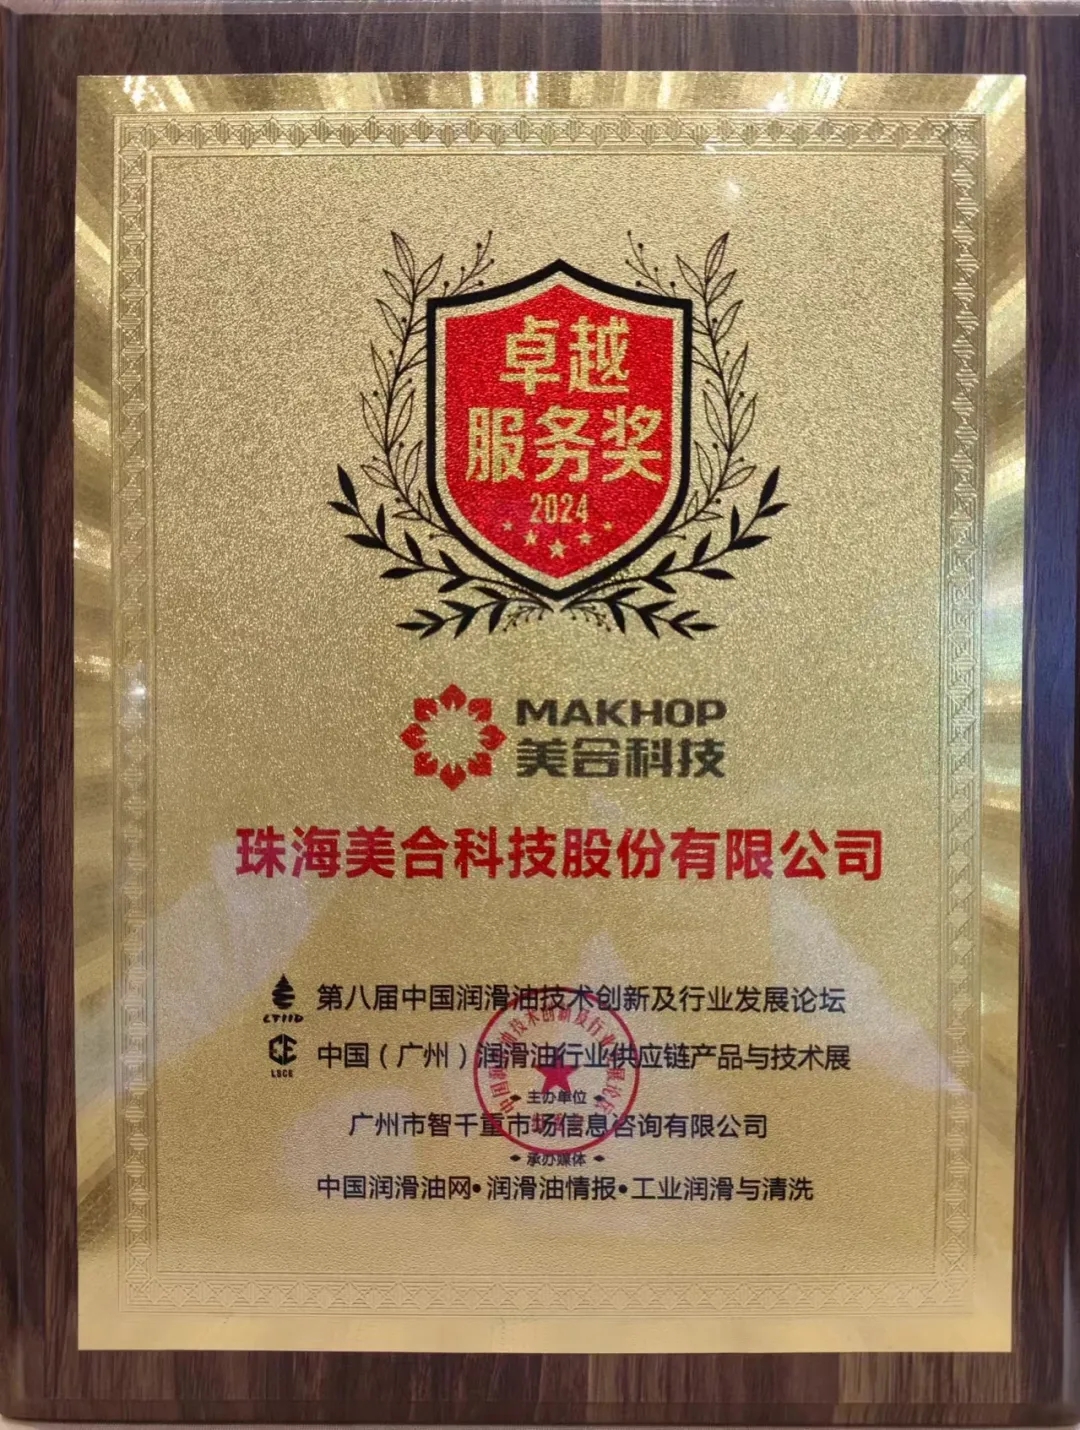 卓越
服务奖
2024
MAKHOP
美合科技
珠海美合科技股份有限公司
LTIID
第八届中国润滑油技术创新及行业发展论坛
LSCE
中国（广州）润滑油行业供应链产品与技术展
主办单位
广州市智千重市场信息咨询有限公司
承办媒体
中国润滑油网•润滑油情报•工业润滑与清洗